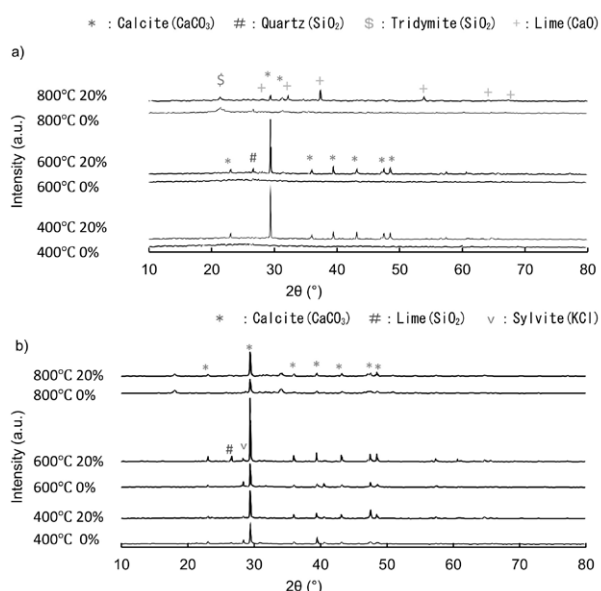 * : Calcite(CaCO₃) # : Quartz(SiO₂) $ : Tridymite(SiO₂) + : Lime(CaO)
a)
$ + * * + + + + +
800℃ 20%
800℃ 0%
* # * * * * *
600℃ 20%
600℃ 0%
400℃ 20%
400℃ 0%
Intensity (a.u.)
10 20 30 40 50 60 70 80
2θ (°)
* : Calcite(CaCO₃) # : Lime(SiO₂) v : Sylvite(KCl)
b)
* * * * * * *
800℃ 20%
800℃ 0%
# v
600℃ 20%
600℃ 0%
400℃ 20%
400℃ 0%
Intensity (a.u.)
10 20 30 40 50 60 70 80
2θ (°)